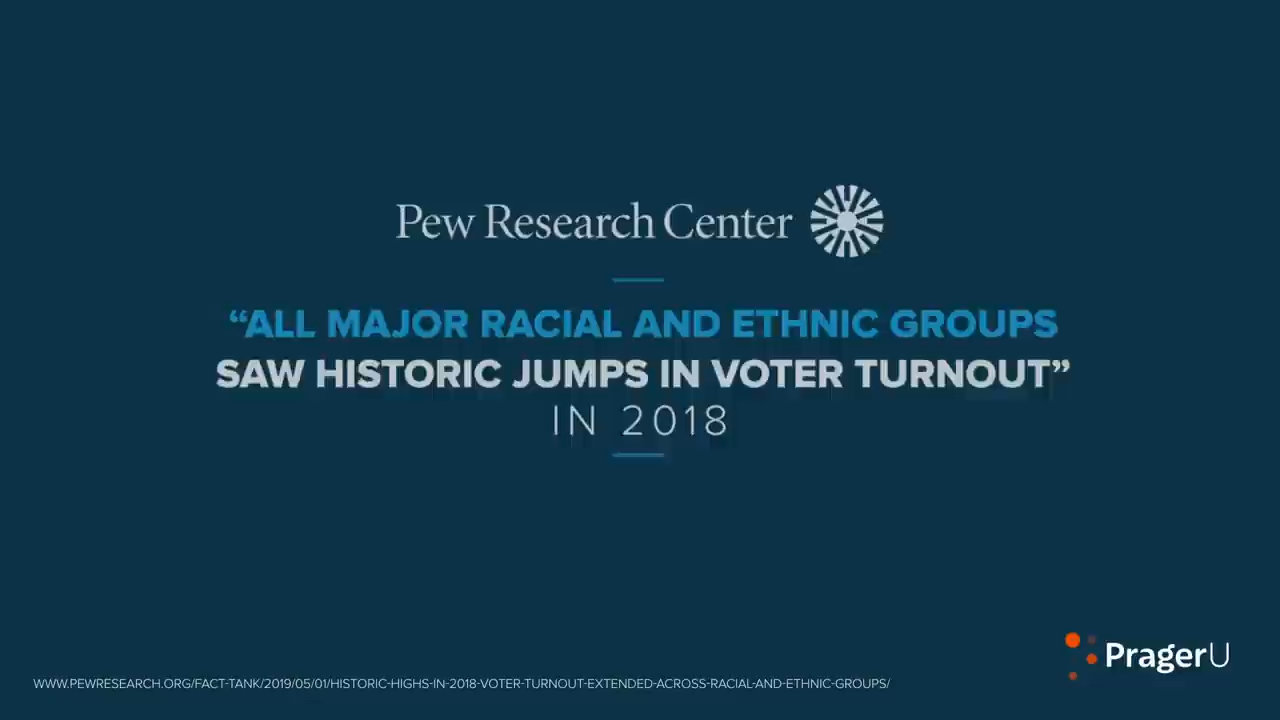 Pew Research Center
“ALL MAJOR RACIAL AND ETHNIC GROUPS
SAW HISTORIC JUMPS IN VOTER TURNOUT”
IN 2018
PragerU
WWW.PEWRESEARCH.ORG/FACT-TANK/2019/05/01/HISTORIC-HIGHS-IN-2018-VOTER-TURNOUT-EXTENDED-ACROSS-RACIAL-AND-ETHNIC-GROUPS/